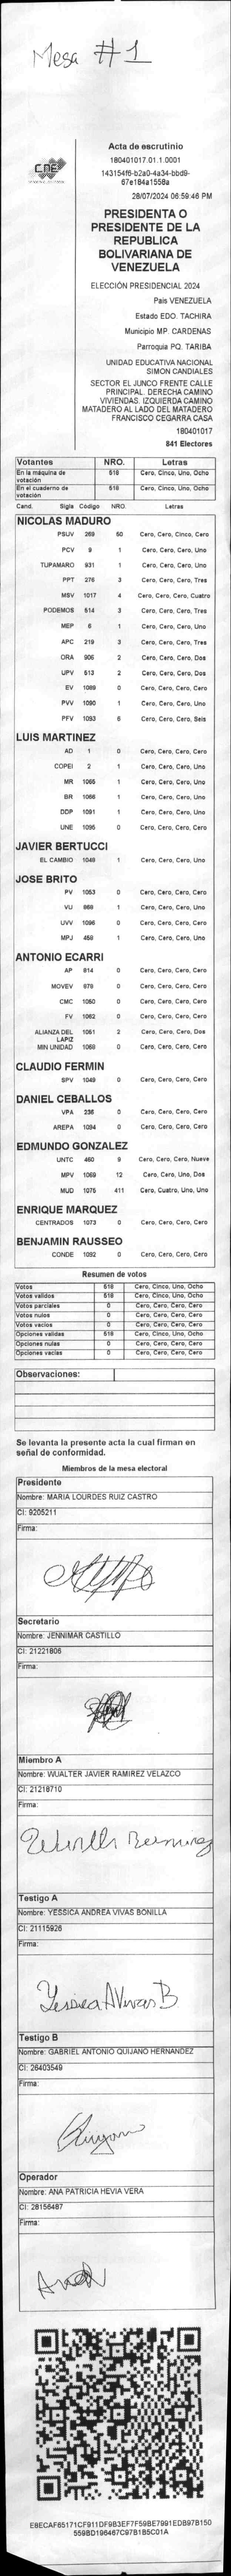 Mesa #1
CNE
Acta de escrutinio
180401017.01.1.0001
143154f6-b2a0-4a34-bbd9-
67e184a1558a
28/07/2024 06:59:46 PM
PRESIDENTA O
PRESIDENTE DE LA
REPUBLICA
BOLIVARIANA DE
VENEZUELA
ELECCIÓN PRESIDENCIAL 2024
Pais VENEZUELA
Estado EDO. TACHIRA
Municipio MP. CARDENAS
Parroquia PQ. TARIBA
UNIDAD EDUCATIVA NACIONAL
SIMON CANDIALES
SECTOR EL JUNCO FRENTE CALLE
PRINCIPAL. DERECHA CAMINO
VIVIENDAS. IZQUIERDA CAMINO
MATADERO AL LADO DEL MATADERO
FRANCISCO CEGARRA CASA
180401017
841 Electores
Votantes NRO. Letras
En la máquina de votación 518 Cero, Cinco, Uno, Ocho
En el cuaderno de votación 518 Cero, Cinco, Uno, Ocho
Cand. Sigla Código NRO. Letras
NICOLAS MADURO
PSUV 269 50 Cero, Cero, Cinco, Cero
PCV 9 1 Cero, Cero, Cero, Uno
TUPAMARO 931 1 Cero, Cero, Cero, Uno
PPT 276 3 Cero, Cero, Cero, Tres
MSV 1017 4 Cero, Cero, Cero, Cuatro
PODEMOS 514 3 Cero, Cero, Cero, Tres
MEP 6 1 Cero, Cero, Cero, Uno
APC 219 3 Cero, Cero, Cero, Tres
ORA 906 2 Cero, Cero, Cero, Dos
UPV 513 2 Cero, Cero, Cero, Dos
EV 1089 0 Cero, Cero, Cero, Cero
PVV 1090 1 Cero, Cero, Cero, Uno
PFV 1093 6 Cero, Cero, Cero, Seis
LUIS MARTINEZ
AD 1 0 Cero, Cero, Cero, Cero
COPEI 2 1 Cero, Cero, Cero, Uno
MR 1065 1 Cero, Cero, Cero, Uno
BR 1066 1 Cero, Cero, Cero, Uno
DDP 1091 1 Cero, Cero, Cero, Uno
UNE 1095 0 Cero, Cero, Cero, Cero
JAVIER BERTUCCI
EL CAMBIO 1048 1 Cero, Cero, Cero, Uno
JOSE BRITO
PV 1053 0 Cero, Cero, Cero, Cero
VU 868 1 Cero, Cero, Cero, Uno
UVV 1096 0 Cero, Cero, Cero, Cero
MPJ 458 1 Cero, Cero, Cero, Uno
ANTONIO ECARRI
AP 814 0 Cero, Cero, Cero, Cero
MOVEV 679 0 Cero, Cero, Cero, Cero
CMC 1050 0 Cero, Cero, Cero, Cero
FV 1062 0 Cero, Cero, Cero, Cero
ALIANZA DEL LAPIZ 1051 2 Cero, Cero, Cero, Dos
MIN UNIDAD 1068 0 Cero, Cero, Cero, Cero
CLAUDIO FERMIN
SPV 1049 0 Cero, Cero, Cero, Cero
DANIEL CEBALLOS
VPA 236 0 Cero, Cero, Cero, Cero
AREPA 1094 0 Cero, Cero, Cero, Cero
EDMUNDO GONZALEZ
UNTC 460 9 Cero, Cero, Cero, Nueve
MPV 1069 12 Cero, Cero, Uno, Dos
MUD 1075 411 Cero, Cuatro, Uno, Uno
ENRIQUE MARQUEZ
CENTRADOS 1073 0 Cero, Cero, Cero, Cero
BENJAMIN RAUSSEO
CONDE 1092 0 Cero, Cero, Cero, Cero
Resumen de votos
Votos 518 Cero, Cinco, Uno, Ocho
Votos validos 518 Cero, Cinco, Uno, Ocho
Votos parciales 0 Cero, Cero, Cero, Cero
Votos nulos 0 Cero, Cero, Cero, Cero
Votos vacios 0 Cero, Cero, Cero, Cero
Opciones validas 518 Cero, Cinco, Uno, Ocho
Opciones nulas 0 Cero, Cero, Cero, Cero
Opciones vacias 0 Cero, Cero, Cero, Cero
Observaciones:
Se levanta la presente acta la cual firman en
señal de conformidad.
Miembros de la mesa electoral
Presidente
Nombre: MARIA LOURDES RUIZ CASTRO
CI: 9205211
Firma:
Secretario
Nombre: JENNIMAR CASTILLO
CI: 21221806
Firma:
Miembro A
Nombre: WUALTER JAVIER RAMIREZ VELAZCO
CI: 21218710
Firma:
Testigo A
Nombre: YESSICA ANDREA VIVAS BONILLA
CI: 21115926
Firma:
Yessica AVivas B
Testigo B
Nombre: GABRIEL ANTONIO QUIJANO HERNANDEZ
CI: 26403549
Firma:
Operador
Nombre: ANA PATRICIA HEVIA VERA
CI: 28156487
Firma:
E8ECAF65171CF911DF9B3EF7F59BE7991EDB97B150
559BD196467C97B1B5C01A